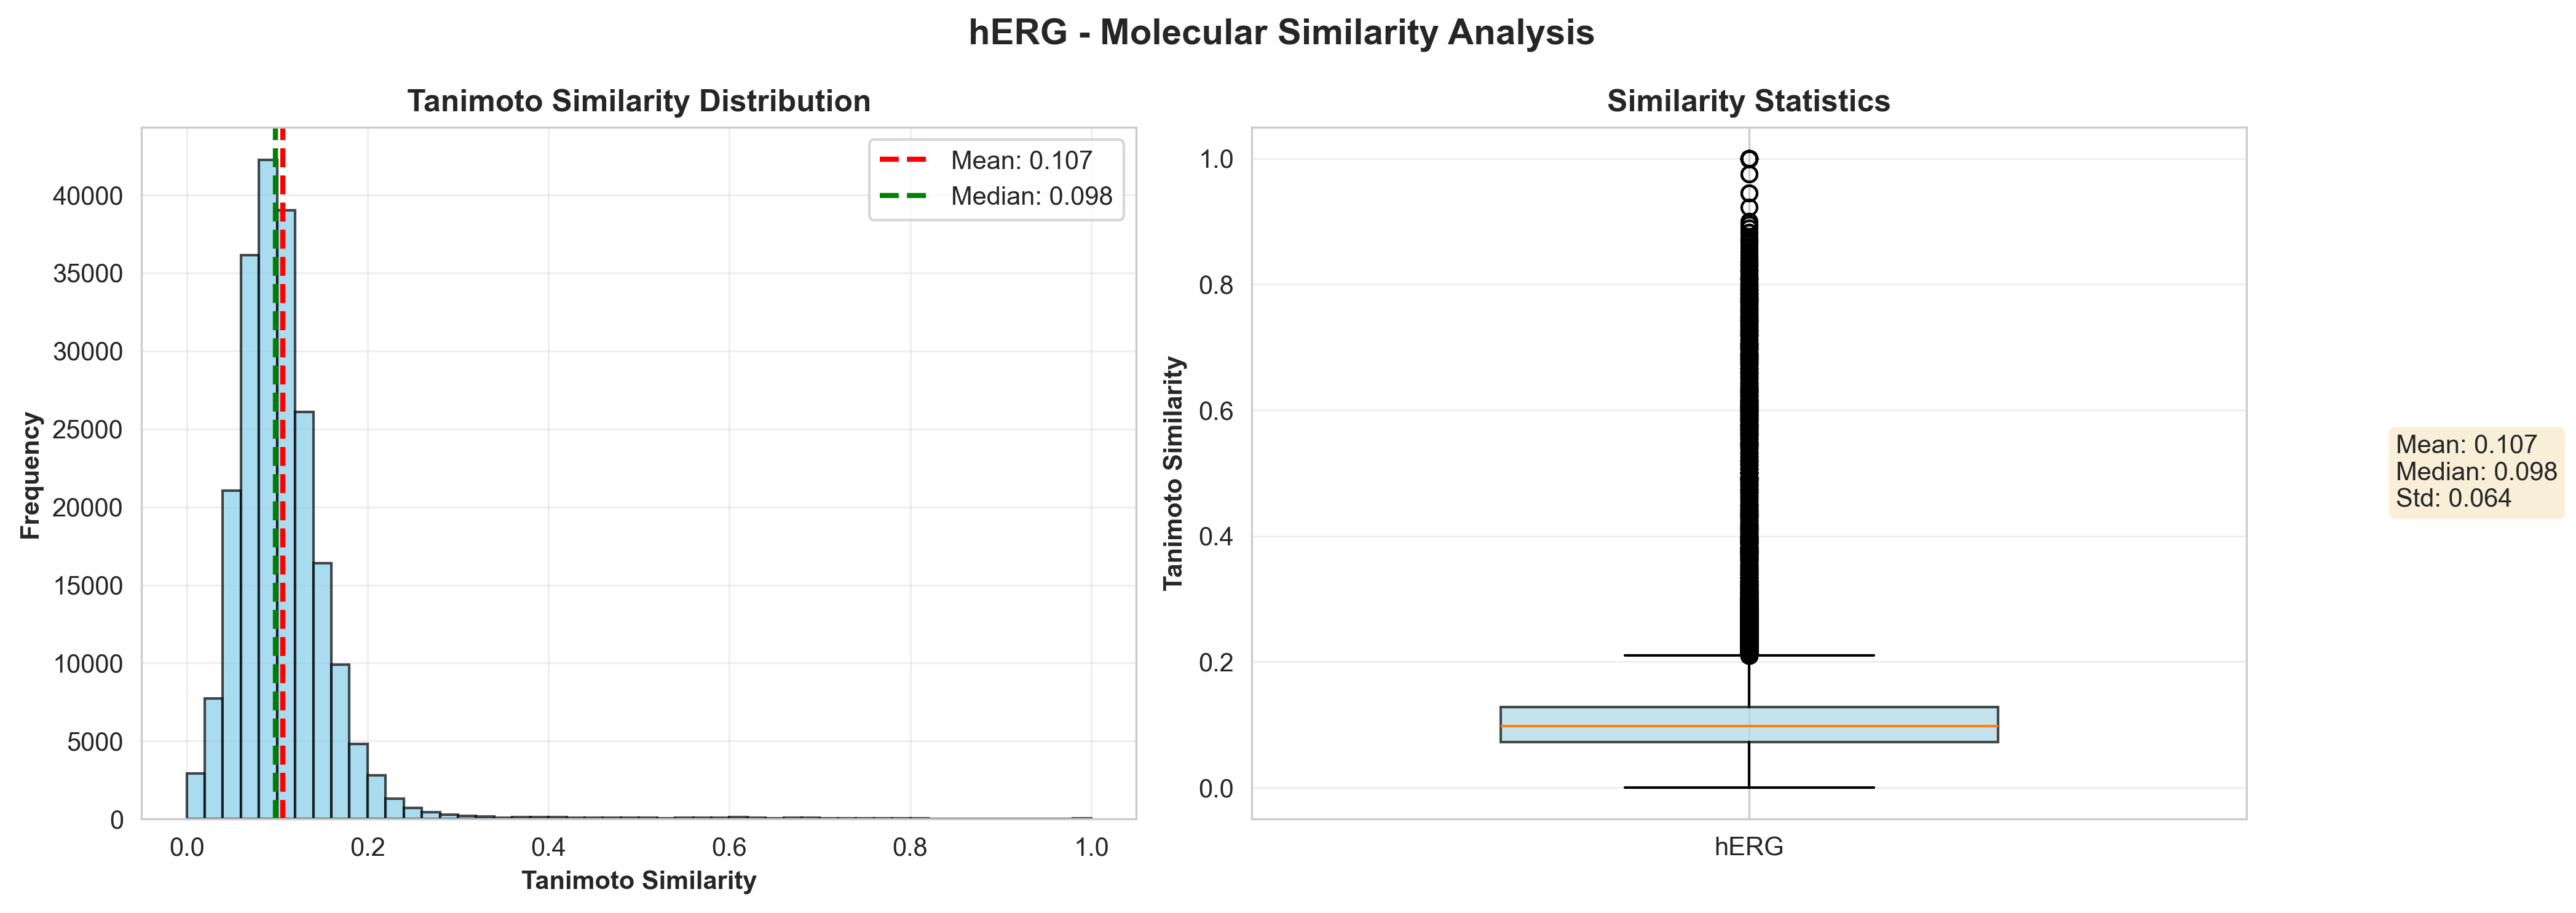 hERG - Molecular Similarity Analysis
Tanimoto Similarity Distribution
Mean: 0.107
Median: 0.098
Frequency
40000
35000
30000
25000
20000
15000
10000
5000
0
0.0 0.2 0.4 0.6 0.8 1.0
Tanimoto Similarity
Similarity Statistics
Tanimoto Similarity
1.0
0.8
0.6
0.4
0.2
0.0
hERG
Mean: 0.107
Median: 0.098
Std: 0.064